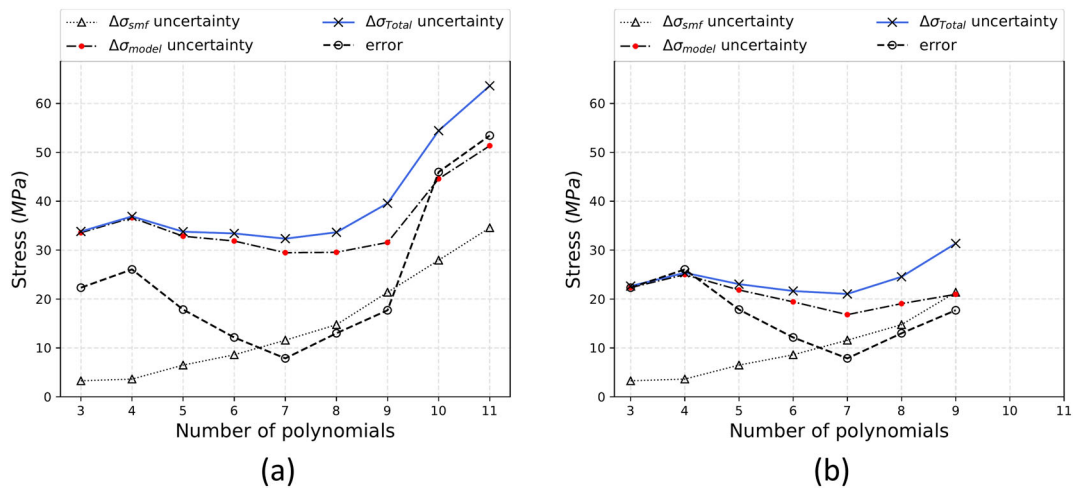 Δσsmf uncertainty
Δσmodel uncertainty
ΔσTotal uncertainty
error
Stress (MPa)
60
50
40
30
20
10
0
3 4 5 6 7 8 9 10 11
Number of polynomials
(a)
Δσsmf uncertainty
Δσmodel uncertainty
ΔσTotal uncertainty
error
Stress (MPa)
60
50
40
30
20
10
0
3 4 5 6 7 8 9 10 11
Number of polynomials
(b)